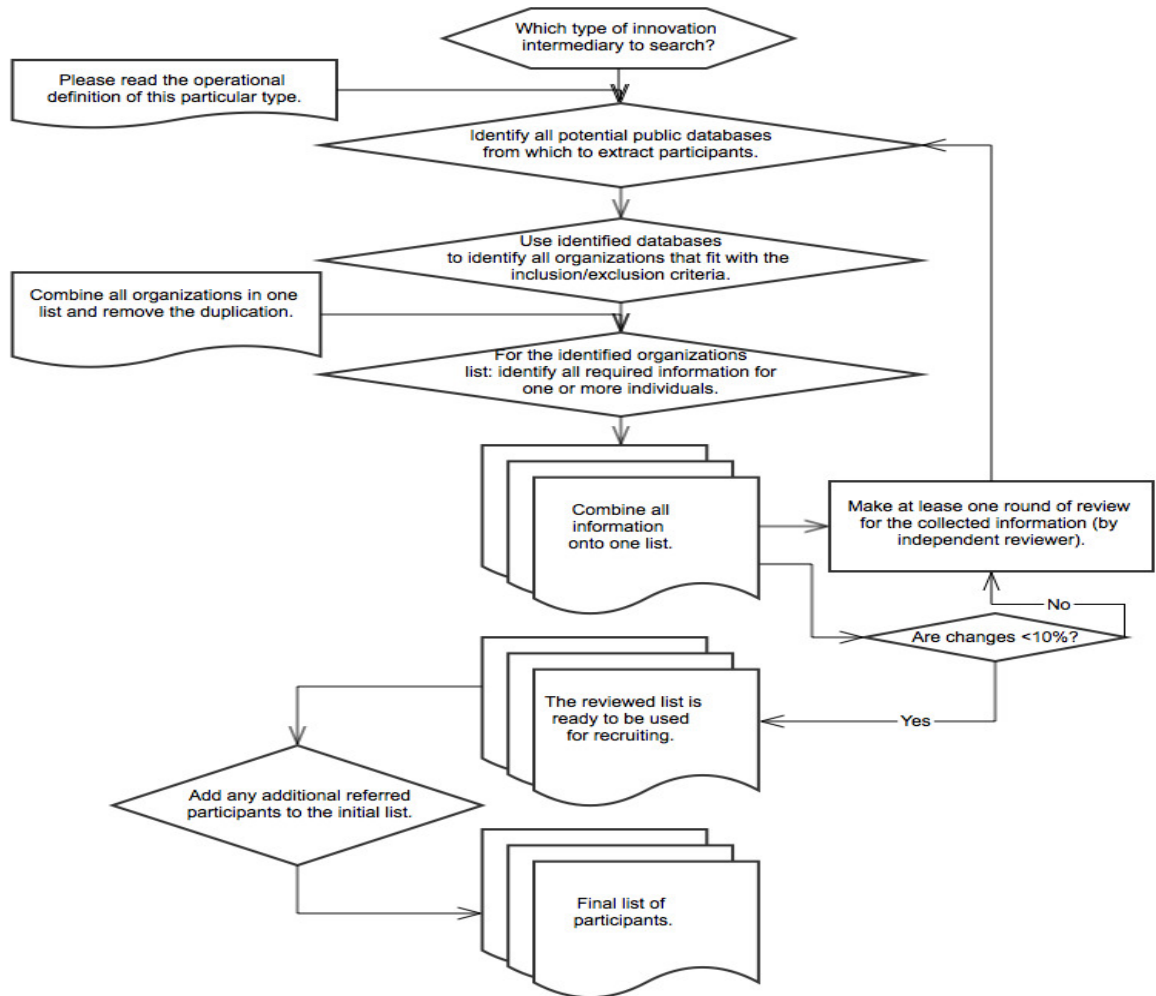 Which type of innovation
intermediary to search?
Please read the operational
definition of this particular type.
Identify all potential public databases
from which to extract participants.
Use identified databases
to identify all organizations that fit with the
inclusion/exclusion criteria.
Combine all organizations in one
list and remove the duplication.
For the identified organizations
list: identify all required information for
one or more individuals.
Combine all
information
onto one list.
Make at lease one round of review
for the collected information (by
independent reviewer).
No
Are changes <10%?
Yes
The reviewed list is
ready to be used
for recruiting.
Add any additional referred
participants to the initial list.
Final list of
participants.